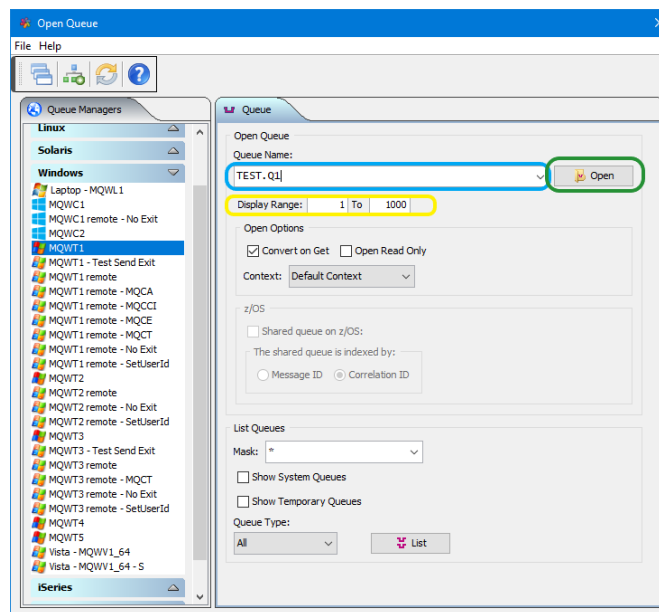 Open Queue
File Help
Queue Managers
Linux
Solaris
Windows
Laptop - MQWL1
MQWC1
MQWC1 remote - No Exit
MQWC2
MQWT1
MQWT1 - Test Send Exit
MQWT1 remote
MQWT1 remote - MQCA
MQWT1 remote - MQCCI
MQWT1 remote - MQCE
MQWT1 remote - MQCT
MQWT1 remote - No Exit
MQWT1 remote - SetUserId
MQWT2
MQWT2 remote
MQWT2 remote - No Exit
MQWT2 remote - SetUserId
MQWT3
MQWT3 - Test Send Exit
MQWT3 remote
MQWT3 remote - MQCT
MQWT3 remote - No Exit
MQWT3 remote - SetUserId
MQWT4
MQWT5
Vista - MQWV1_64
Vista - MQWV1_64 - S
iSeries
Queue
Open Queue
Queue Name:
TEST.Q1
Open
Display Range: 1 To 1000
Open Options
Convert on Get Open Read Only
Context: Default Context
z/OS
Shared queue on z/OS:
The shared queue is indexed by:
Message ID Correlation ID
List Queues
Mask: *
Show System Queues
Show Temporary Queues
Queue Type:
All List